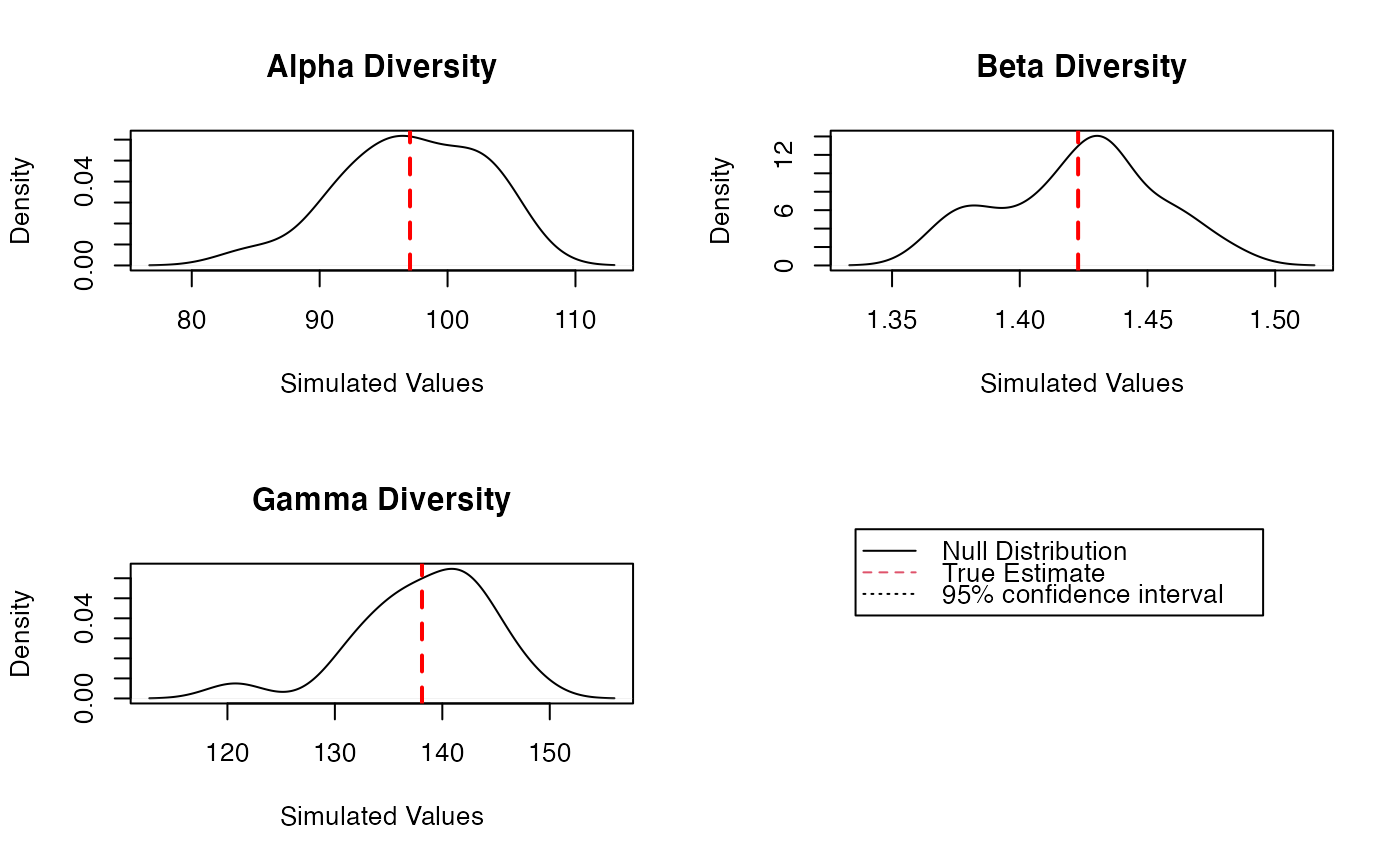 Alpha Diversity
Density
0.00 0.04
80 90 100 110
Simulated Values
Beta Diversity
Density
0 6 12
1.35 1.40 1.45 1.50
Simulated Values
Gamma Diversity
Density
0.00 0.04
120 130 140 150
Simulated Values
Null Distribution
True Estimate
95% confidence interval